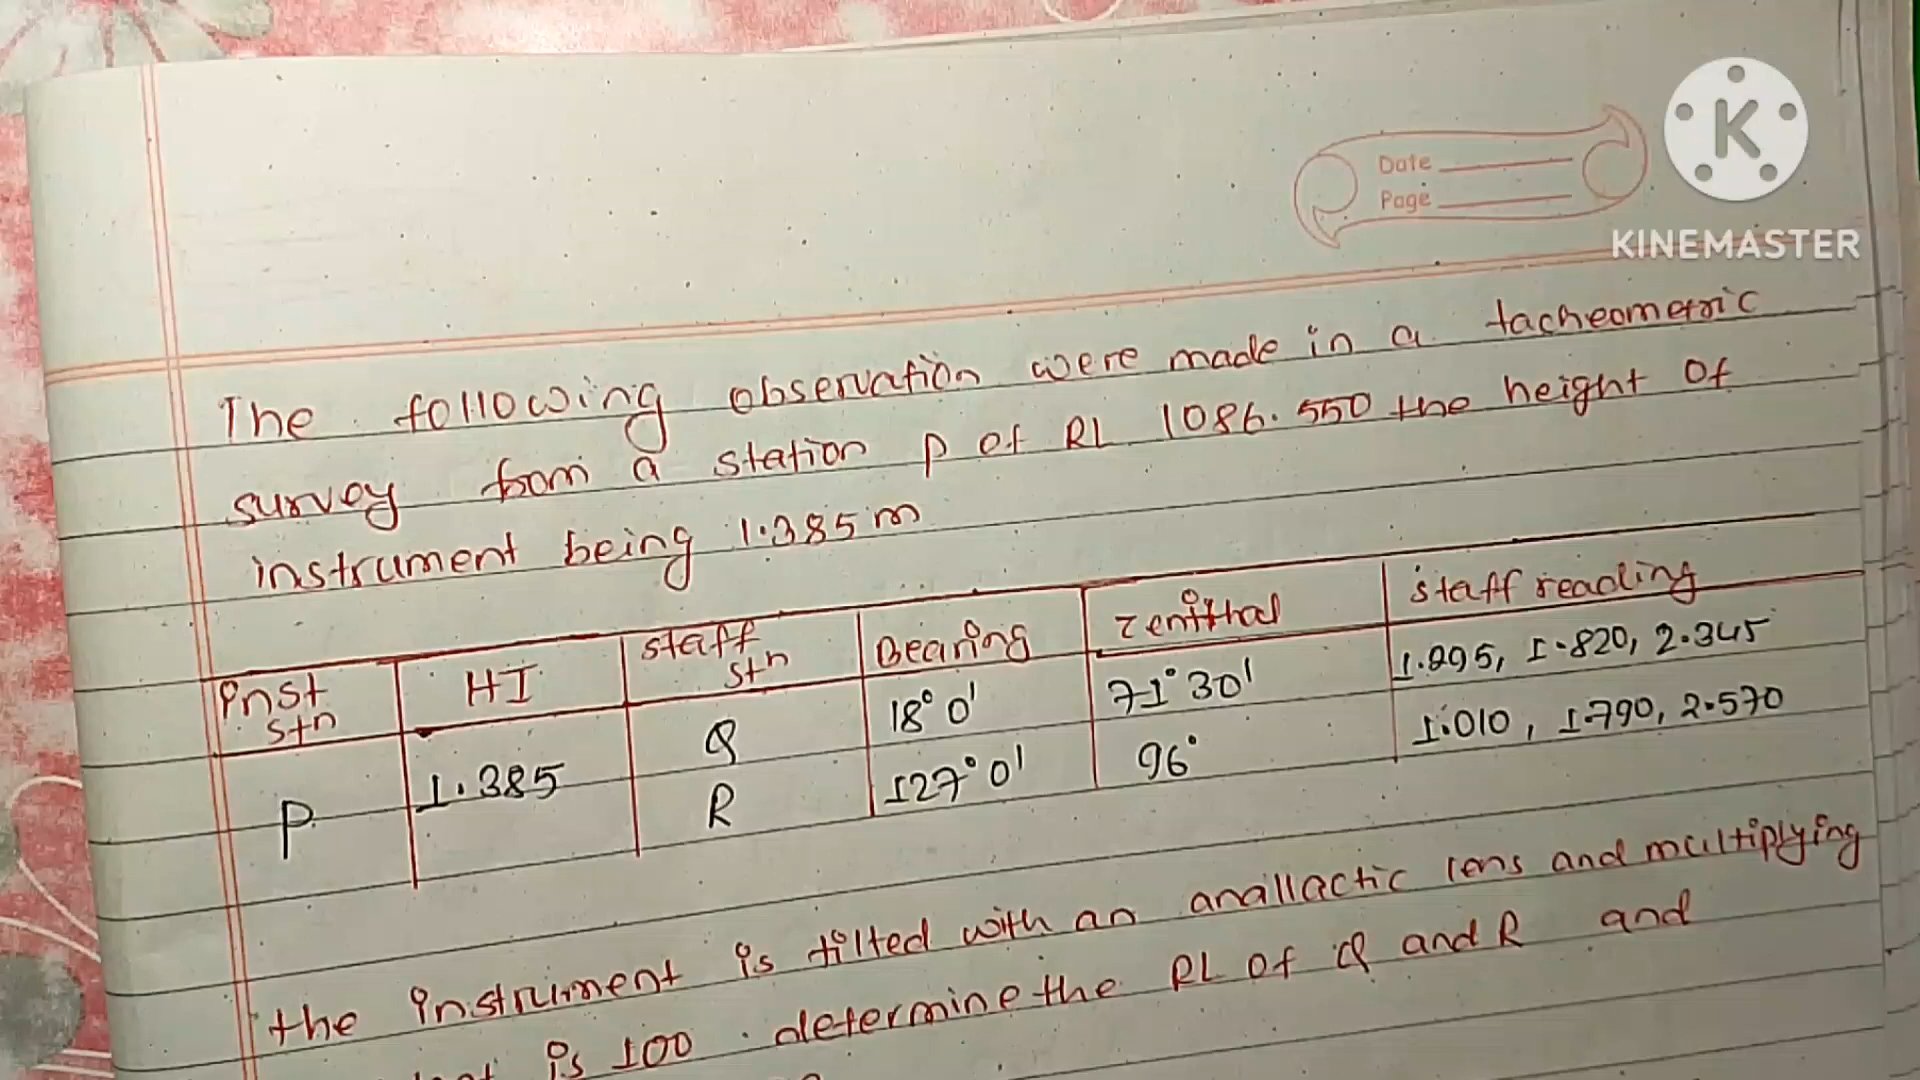 Date
Page
K
KINEMASTER
The following observation were made in a tacheometric
survey from a station P of RL 1086.550 the height of
instrument being 1.385m
inst stn HI staff stn Bearing zenithal staff reading
P 1.385 Q 18°0' 71°30' 1.295, 1.820, 2.345
R 127°0' 96° 1.010, 1.790, 2.570
the instrument is tilted with an anallactic lens and multiplying
is 100. determine the RL of Q and R and